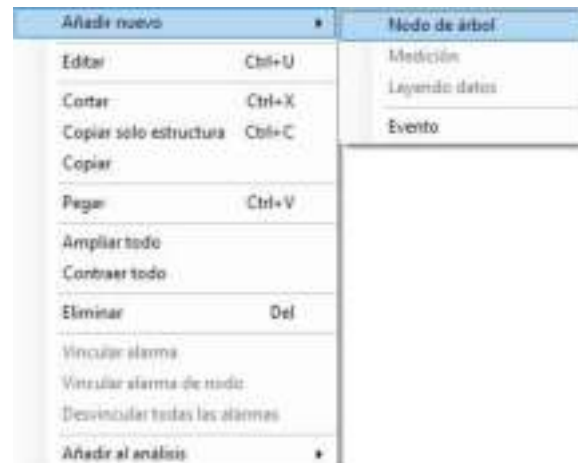 Añadir nuevo
Editar Ctrl+U
Cortar Ctrl+X
Copiar solo estructura Ctrl+C
Copiar
Pegar Ctrl+V
Ampliar todo
Contraer todo
Eliminar Del
Vincular alarma
Vincular alarma de nodo
Desvincular todas las alarmas
Añadir al análisis
Nodo de árbol
Medición
Leyendo datos
Evento